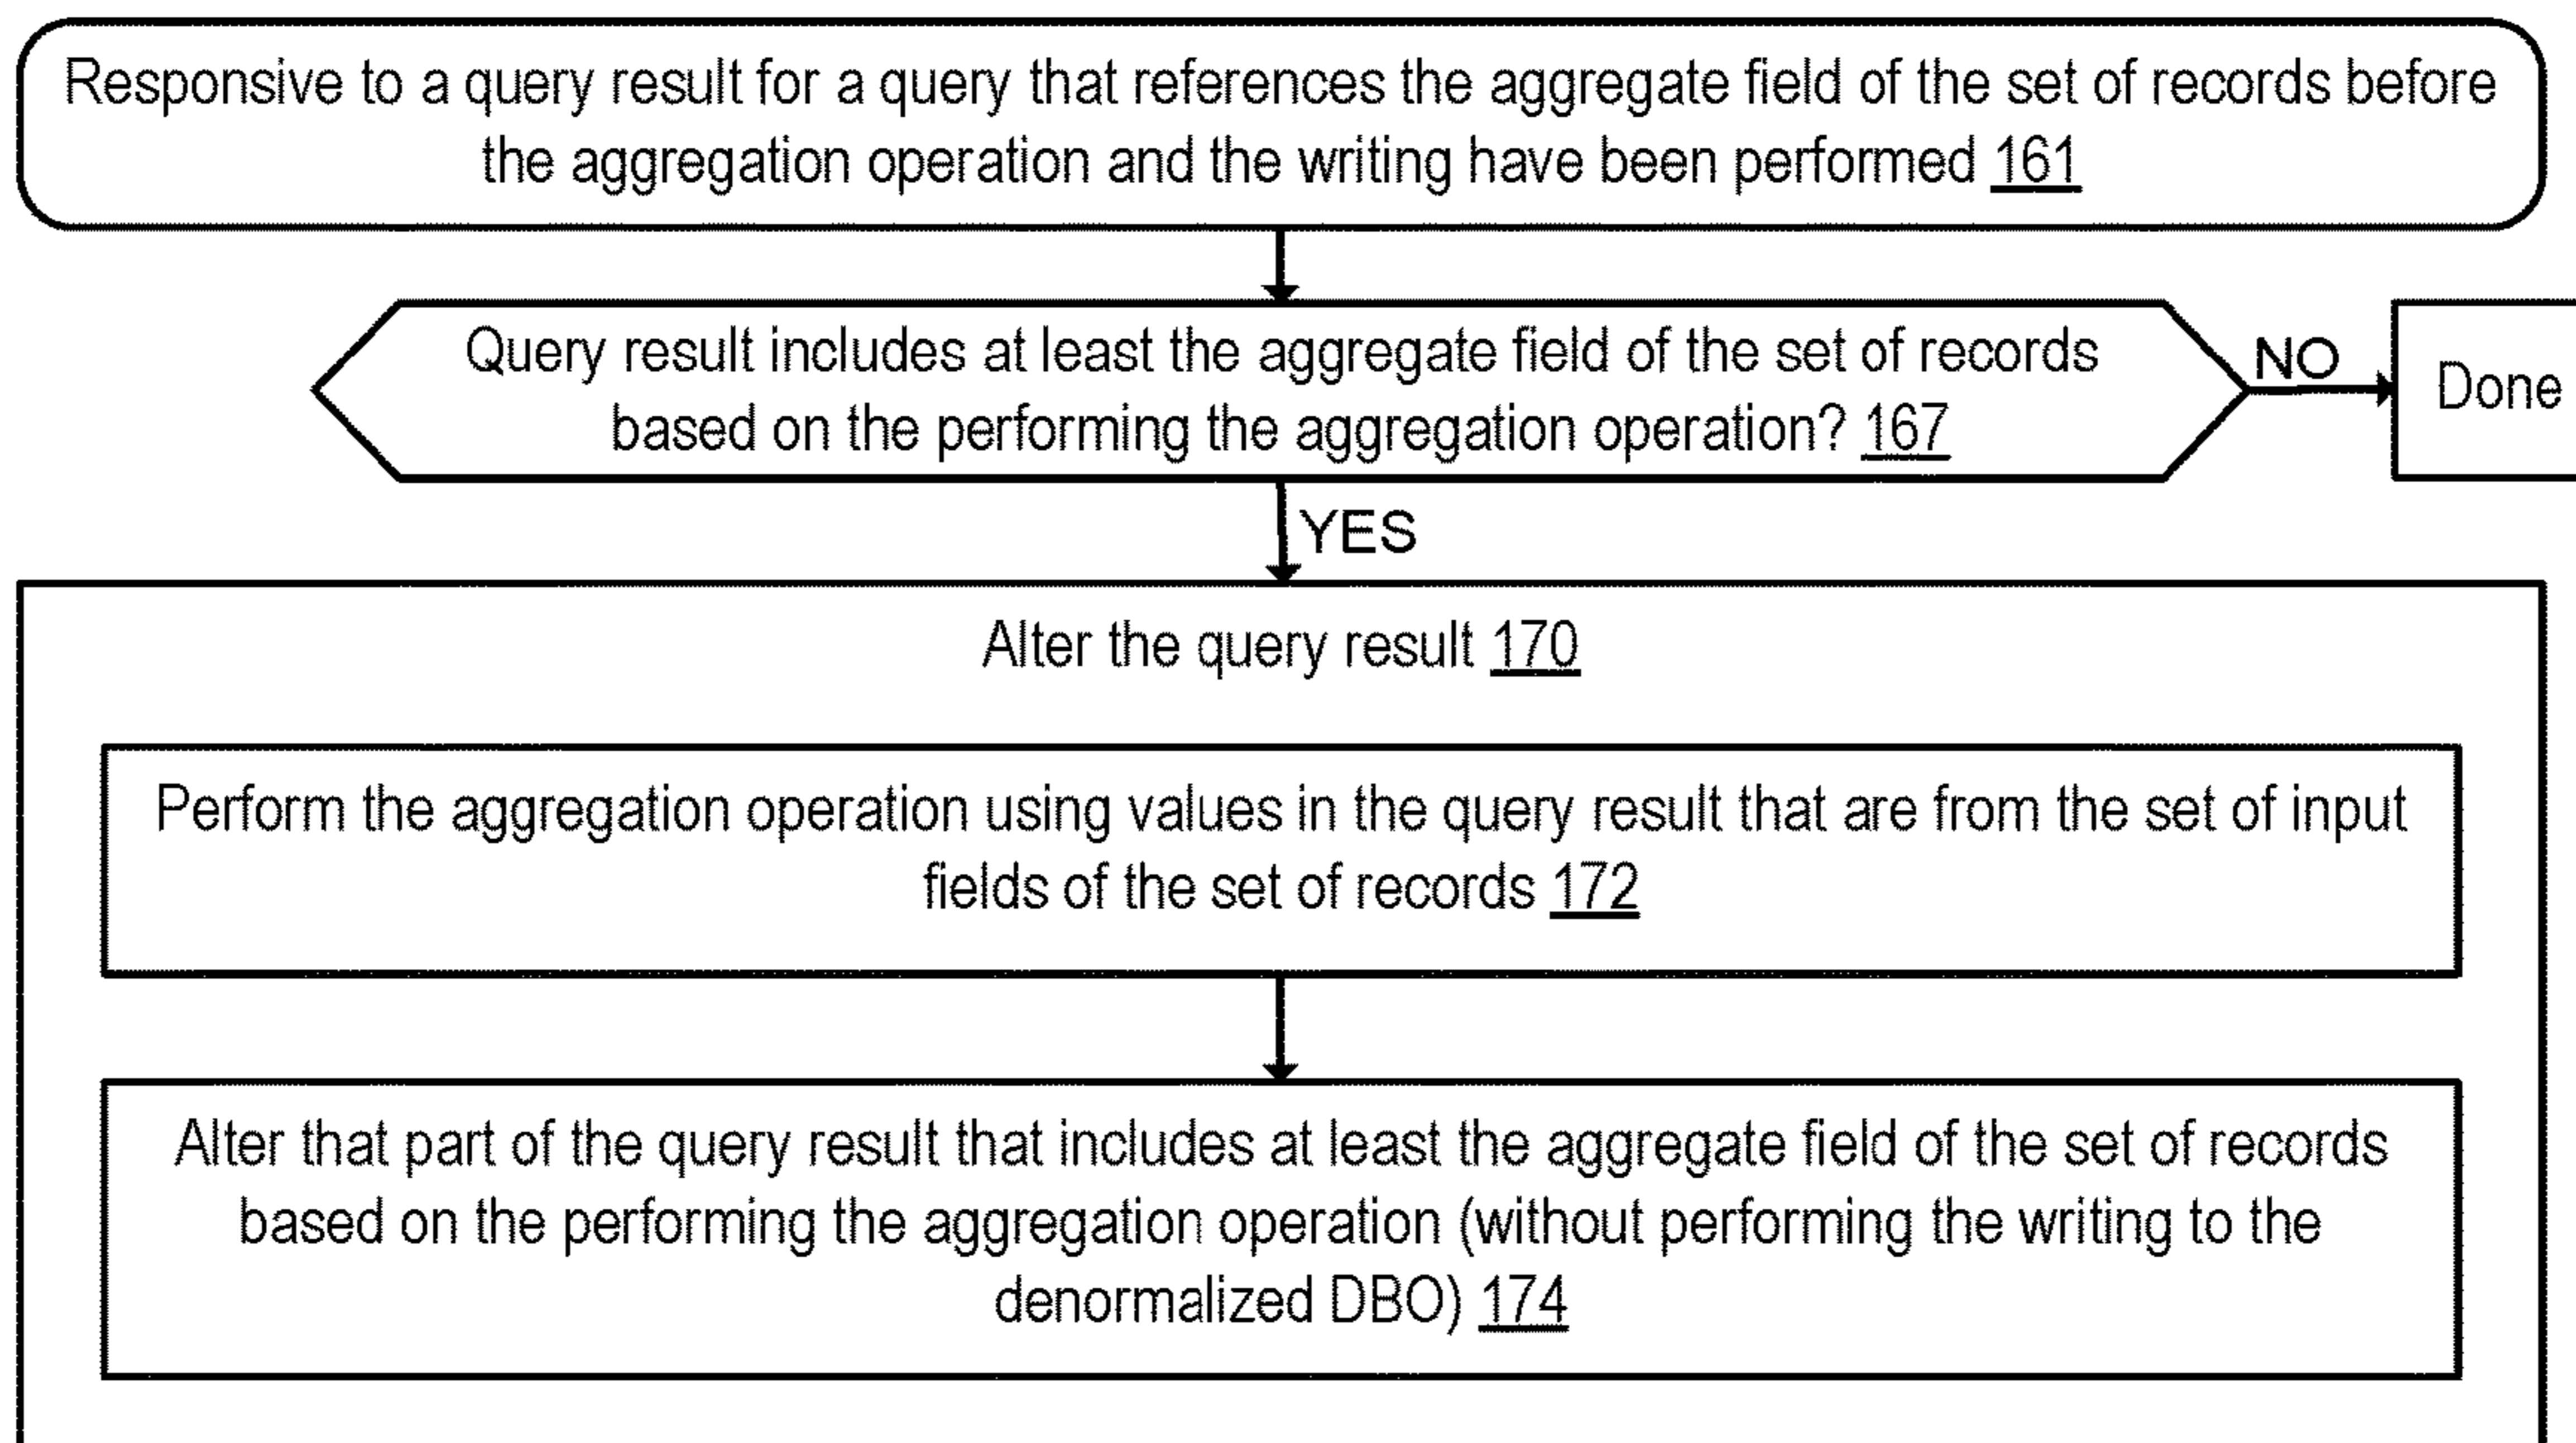 Responsive to a query result for a query that references the aggregate field of the set of records before
the aggregation operation and the writing have been performed 161
Query result includes at least the aggregate field of the set of records
based on the performing the aggregation operation? 167
NO
Done
YES
Alter the query result 170
Perform the aggregation operation using values in the query result that are from the set of input
fields of the set of records 172
Alter that part of the query result that includes at least the aggregate field of the set of records
based on the performing the aggregation operation (without performing the writing to the
denormalized DBO) 174